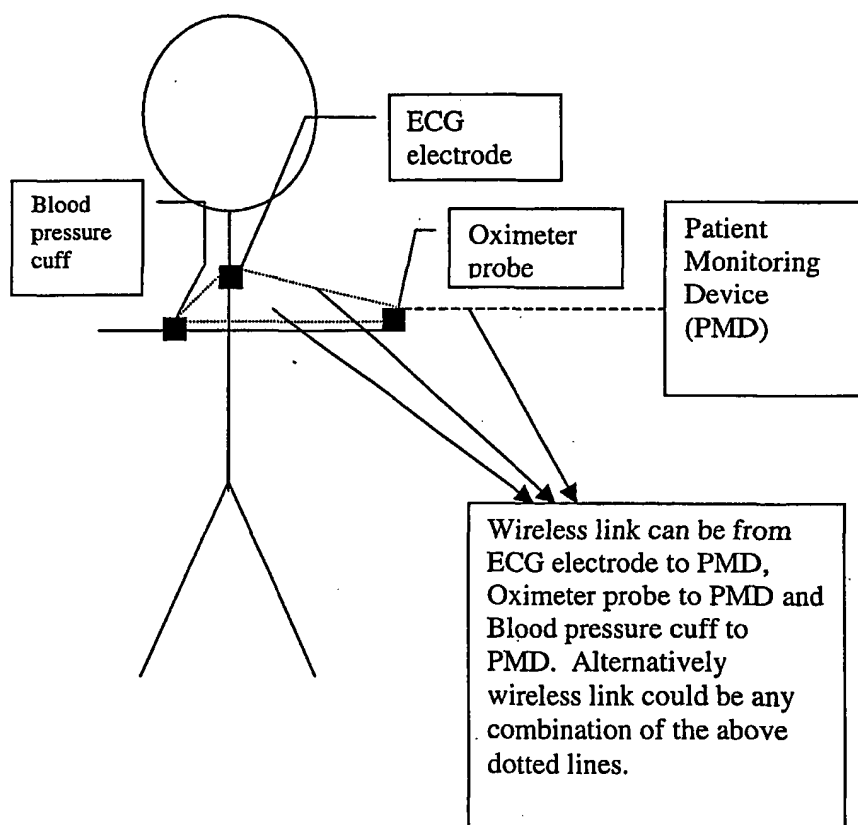 ECG
electrode
Blood
pressure
cuff
Oximeter
probe
Patient
Monitoring
Device
(PMD)
Wireless link can be from
ECG electrode to PMD,
Oximeter probe to PMD and
Blood pressure cuff to
PMD. Alternatively
wireless link could be any
combination of the above
dotted lines.